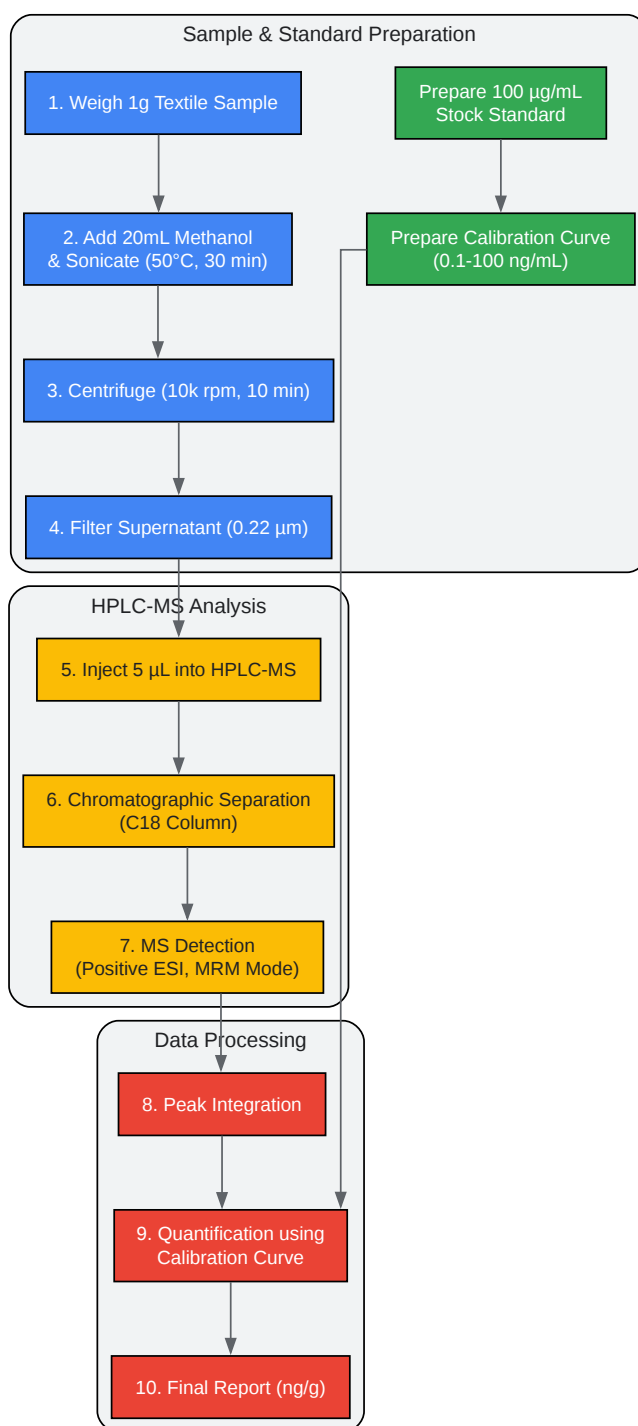 Sample & Standard Preparation
1. Weigh 1g Textile Sample
Prepare 100 µg/mL
Stock Standard
2. Add 20mL Methanol
& Sonicate (50°C, 30 min)
Prepare Calibration Curve
(0.1-100 ng/mL)
3. Centrifuge (10k rpm, 10 min)
4. Filter Supernatant (0.22 µm)
HPLC-MS Analysis
5. Inject 5 µL into HPLC-MS
6. Chromatographic Separation
(C18 Column)
7. MS Detection
(Positive ESI, MRM Mode)
Data Processing
8. Peak Integration
9. Quantification using
Calibration Curve
10. Final Report (ng/g)